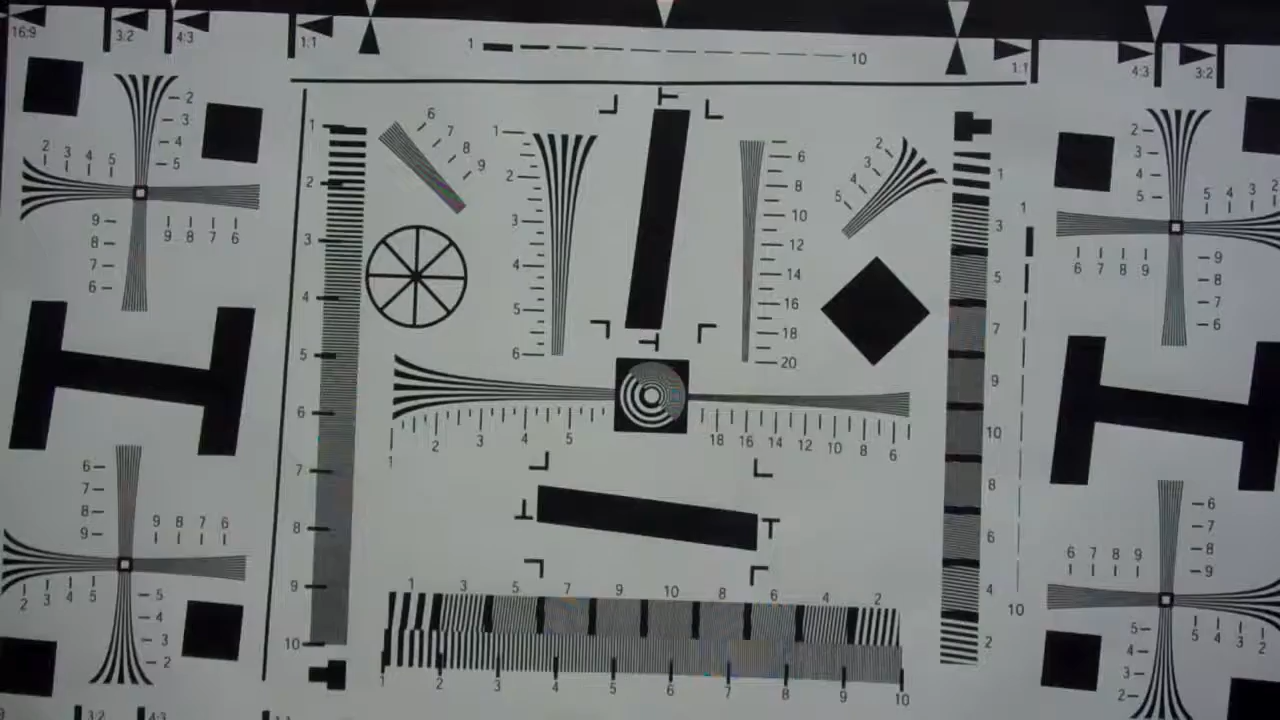 16:9 3:2 4:3 1:1 1 10 1:1 4:3 3:2
2 3 4 5
2 3 4 5
9 8 7 6
9 8 7 6
1 2 3 4 5 6 7 8 9 10
6 7 8 9
1 2 3 4 5 6
6 8 10 12 14 16 18 20
2 3 4 5
1 3 5 7 9 10 8 6 4 2
1 10
2 3 4 5
5 4 3 2
6 7 8 9
9 8 7 6
1 2 3 4 5 18 16 14 12 10 8 6
6 7 8 9
9 8 7 6
2 3 4 5
5 4 3 2
6 7 8 9
6 7 8 9
5 4 3 2
5 4 3 2
1 3 5 7 9 10 8 6 4 2
1 2 3 4 5 6 7 8 9 10
3:2 4:3